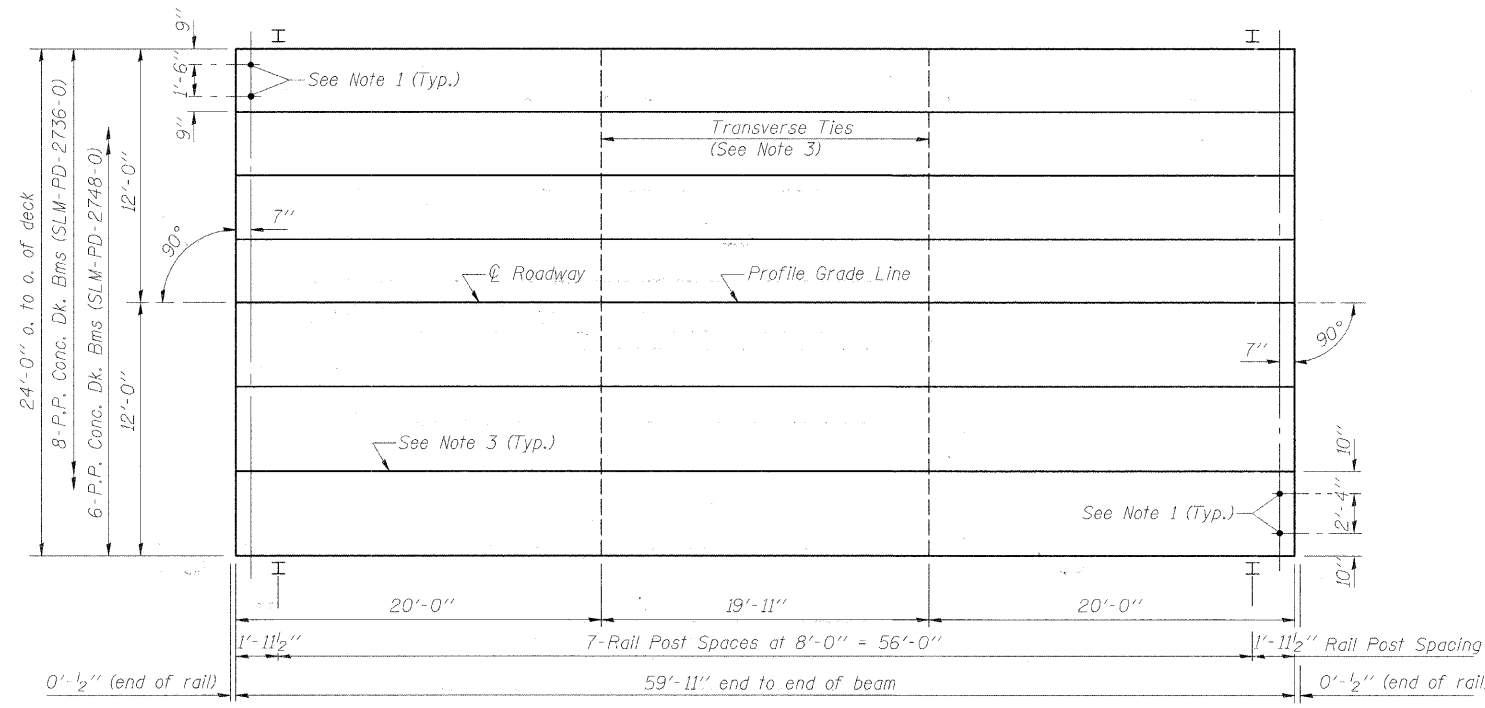 9"
1'-6"
9"
I
I
See Note 1 (Typ.)
Transverse Ties
(See Note 3)
24'-0" o. to o. of deck
8-P.P. Conc. Dk. Bms (SLM-PD-2736-0)
6-P.P. Conc. Dk. Bms (SLM-PD-2748-0)
12'-0"
12'-0"
90°
7"
℄ Roadway
Profile Grade Line
7"
90°
See Note 3 (Typ.)
See Note 1 (Typ.)
10"
2'-4"
10"
I
I
20'-0"
19'-11"
20'-0"
1'-11½"
7-Rail Post Spaces at 8'-0" = 56'-0"
1'-11½" Rail Post Spacing
0'-½" (end of rail)
59'-11" end to end of beam
0'-½" (end of rail